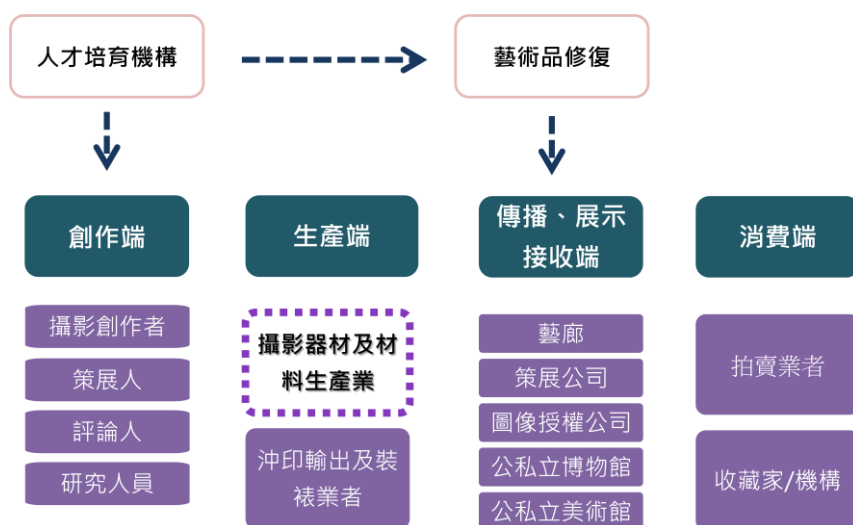 人才培育機構
藝術品修復
創作端
生產端
傳播、展示
接收端
消費端
攝影創作者
策展人
評論人
研究人員
攝影器材及材
料生產業
沖印輸出及裝
裱業者
藝廊
策展公司
圖像授權公司
公私立博物館
公私立美術館
拍賣業者
收藏家/機構